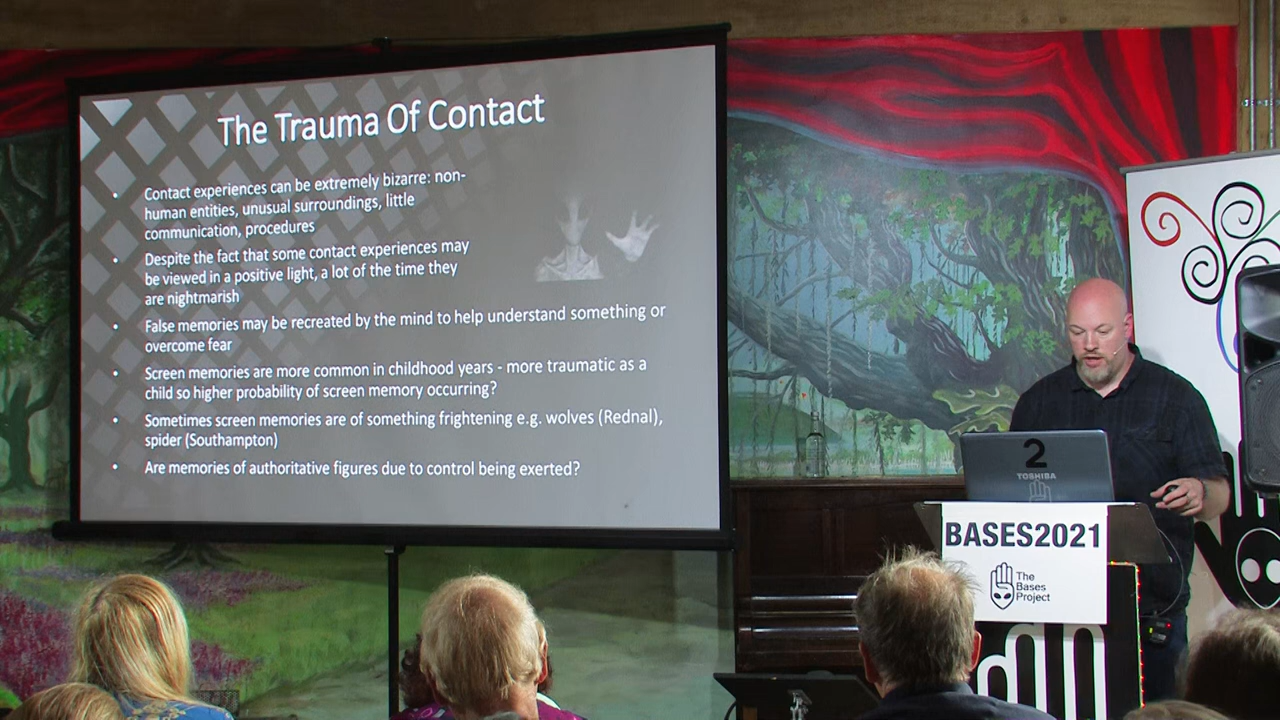 The Trauma Of Contact
• Contact experiences can be extremely bizarre: non-
human entities, unusual surroundings, little
communication, procedures
• Despite the fact that some contact experiences may
be viewed in a positive light, a lot of the time they
are nightmarish
• False memories may be recreated by the mind to help understand something or
overcome fear
• Screen memories are more common in childhood years - more traumatic as a
child so higher probability of screen memory occurring?
• Sometimes screen memories are of something frightening e.g. wolves (Rednal),
spider (Southampton)
• Are memories of authoritative figures due to control being exerted?
2
TOSHIBA
BASES2021
The
Bases
Project